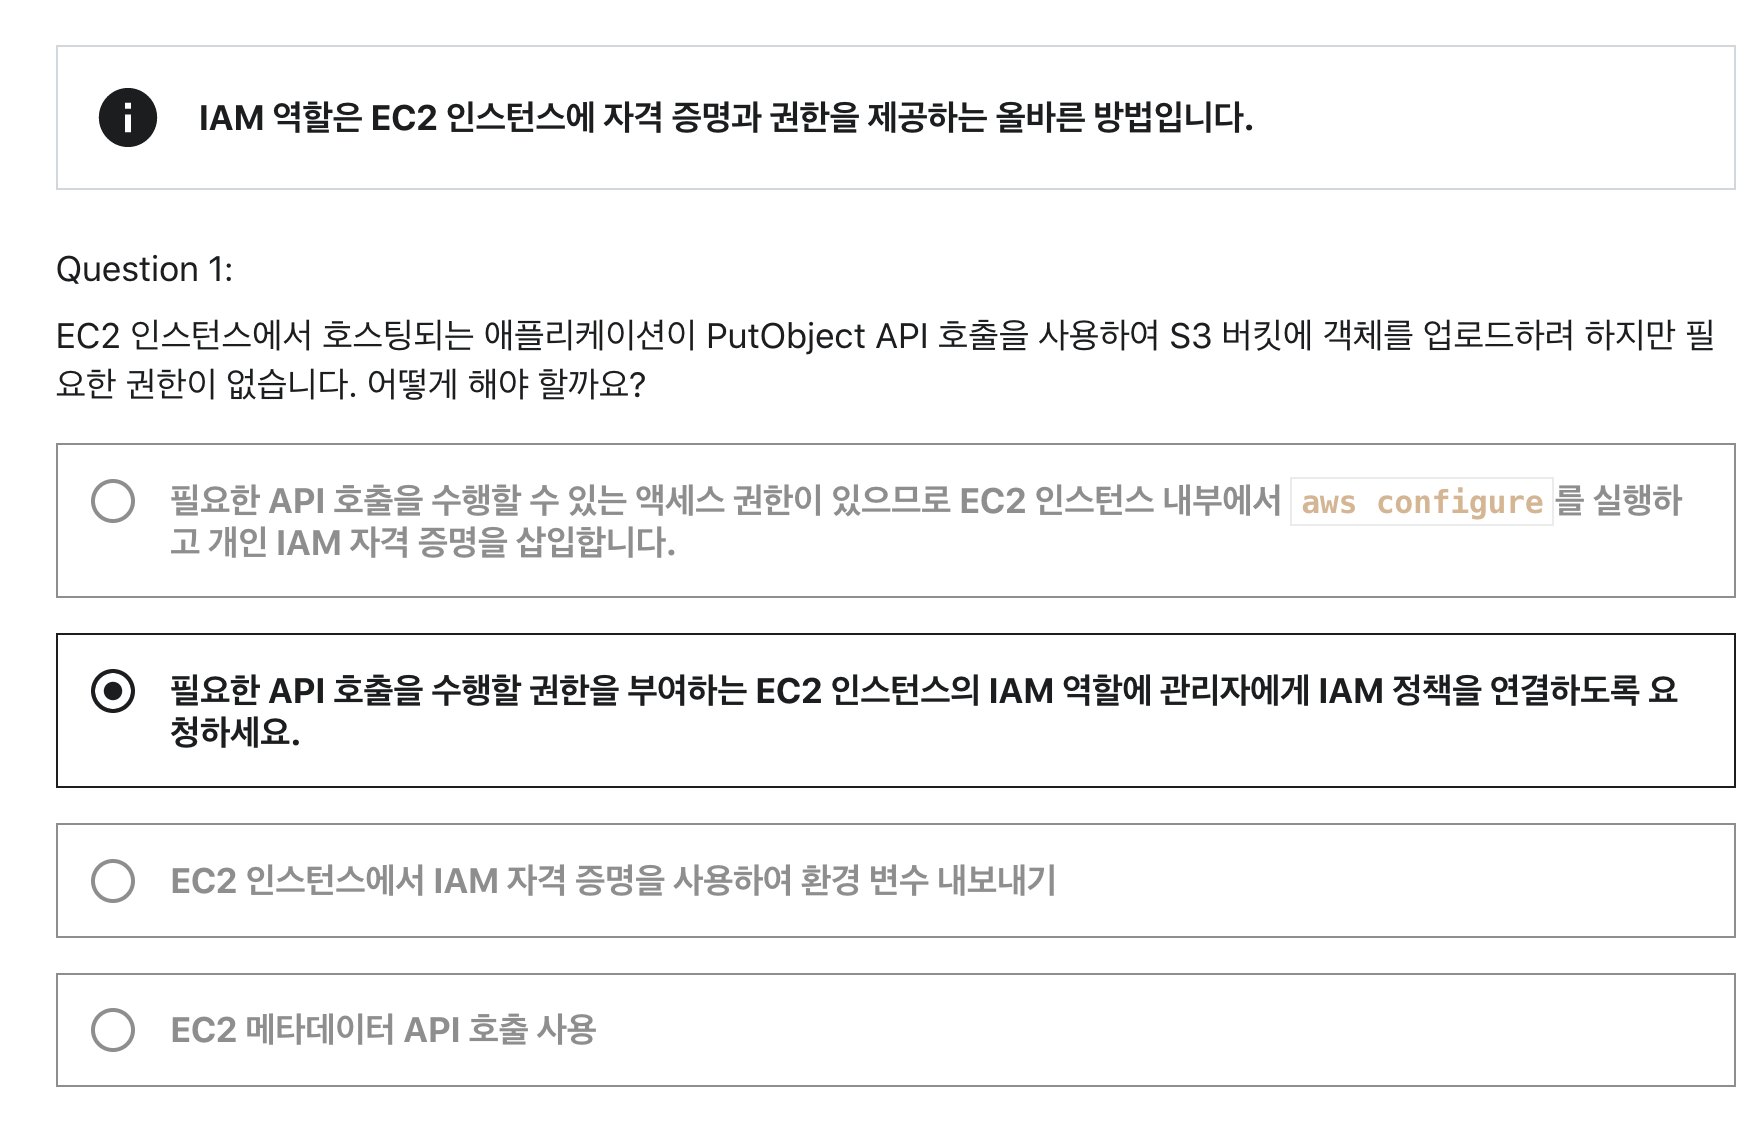 IAM 역할은 EC2 인스턴스에 자격 증명과 권한을 제공하는 올바른 방법입니다.
Question 1:
EC2 인스턴스에서 호스팅되는 애플리케이션이 PutObject API 호출을 사용하여 S3 버킷에 객체를 업로드하려 하지만 필
요한 권한이 없습니다. 어떻게 해야 할까요?
필요한 API 호출을 수행할 수 있는 액세스 권한이 있으므로 EC2 인스턴스 내부에서 aws configure를 실행하
고 개인 IAM 자격 증명을 삽입합니다.
필요한 API 호출을 수행할 권한을 부여하는 EC2 인스턴스의 IAM 역할에 관리자에게 IAM 정책을 연결하도록 요
청하세요.
EC2 인스턴스에서 IAM 자격 증명을 사용하여 환경 변수 내보내기
EC2 메타데이터 API 호출 사용